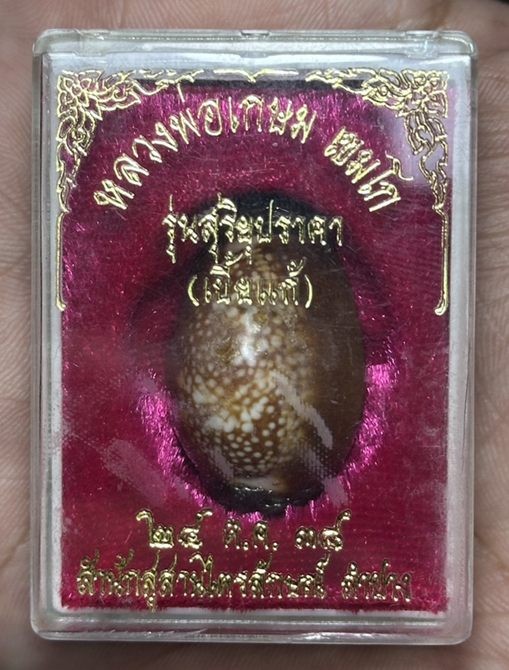 หลวงพ่อเกษม เขมโก
รุ่นสุริยุปราคา
(เบี้ยแก้)
๒๔ ต.ค. ๓๘
สำนักสุสานไตรลักษณ์ ลำปาง